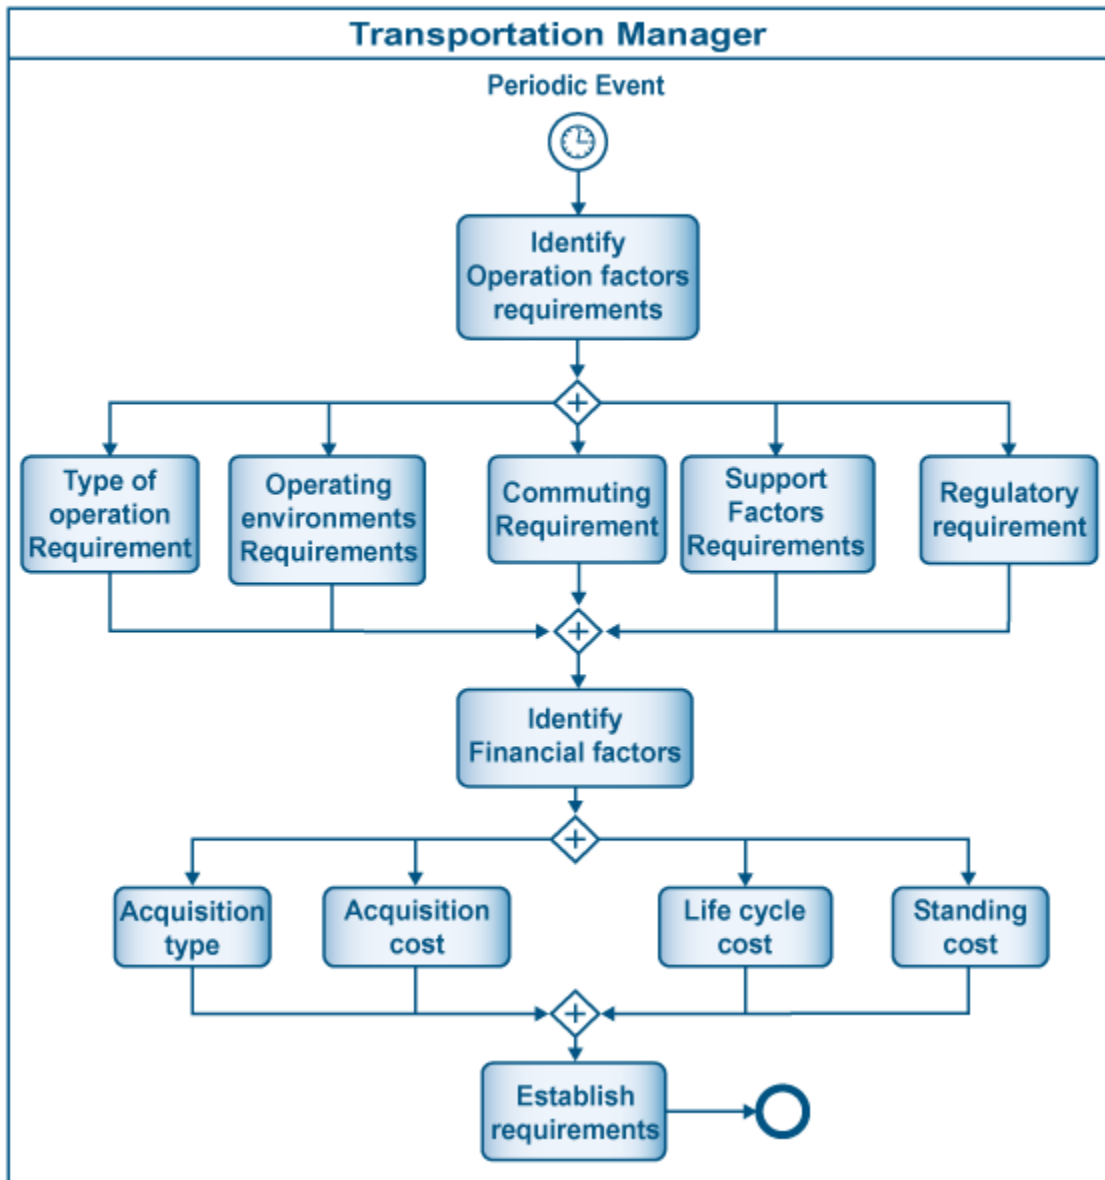 Transportation Manager
Periodic Event
Identify
Operation factors
requirements
Type of
operation
Requirement
Operating
environments
Requirements
Commuting
Requirement
Support
Factors
Requirements
Regulatory
requirement
Identify
Financial factors
Acquisition
type
Acquisition
cost
Life cycle
cost
Standing
cost
Establish
requirements